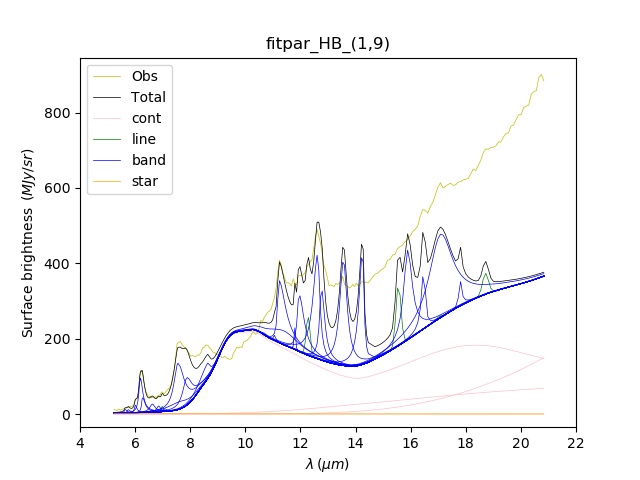 fitpar_HB_(1,9)
Surface brightness (MJy/sr)
800
600
400
200
0
Obs
Total
cont
line
band
star
4 6 8 10 12 14 16 18 20 22
λ (μm)